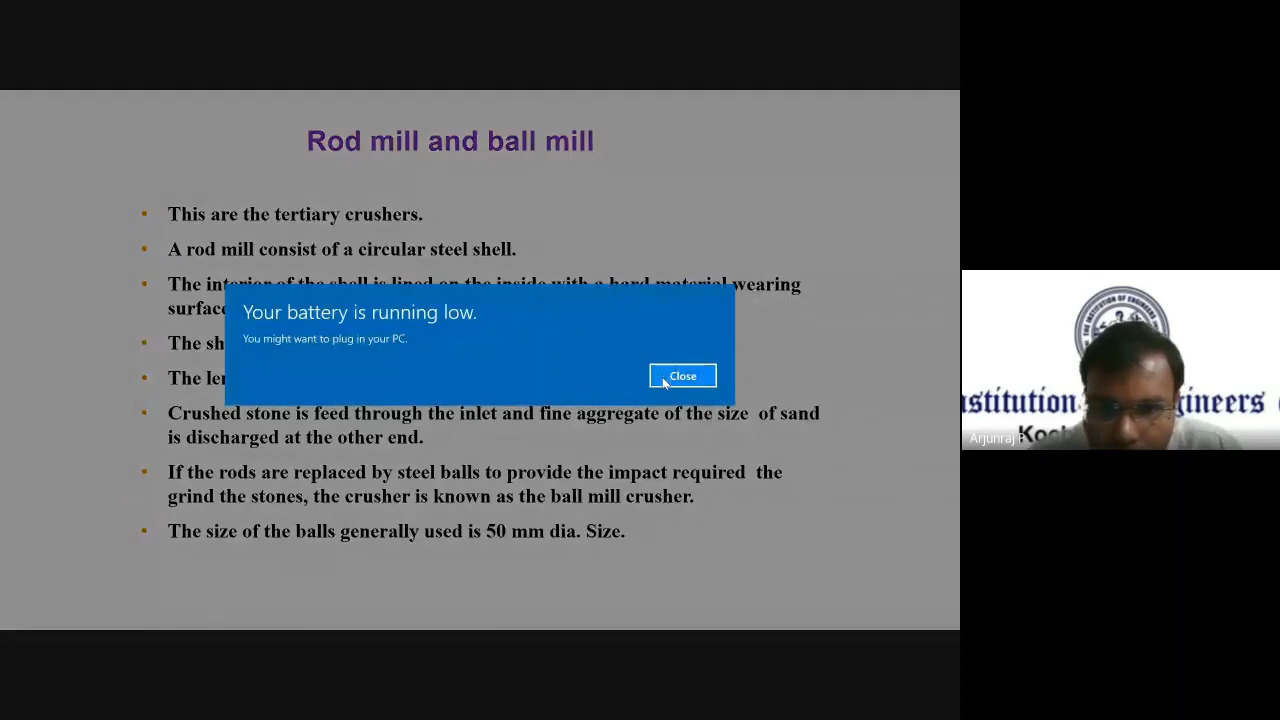 Rod mill and ball mill
• This are the tertiary crushers.
• A rod mill consist of a circular steel shell.
• The interior of the shell is lined on the inside with a hard material wearing
surface
Your battery is running low.
You might want to plug in your PC.
• The
• The
Close
• Crushed stone is feed through the inlet and fine aggregate of the size of sand
is discharged at the other end.
• If the rods are replaced by steel balls to provide the impact required the
grind the stones, the crusher is known as the ball mill crusher.
• The size of the balls generally used is 50 mm dia. Size.
THE INSTITUTION OF ENGINEERS
Arjunraj